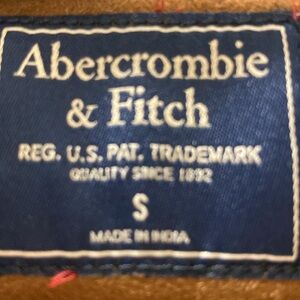 Abercrombie
& Fitch
REG. U.S. PAT. TRADEMARK
QUALITY SINCE 1892
S
MADE IN INDIA